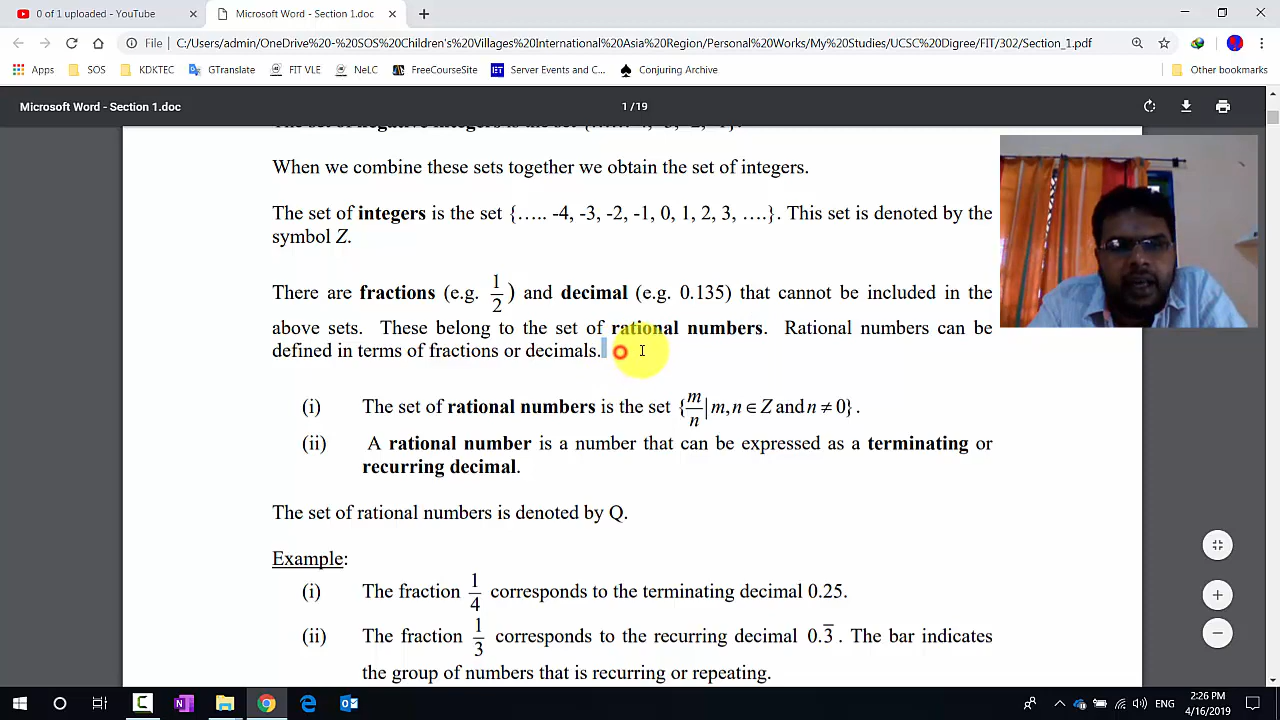 0 of 1 uploaded - YouTube
Microsoft Word - Section 1.doc
File
C:/Users/admin/OneDrive%20-%20SOS%20Children's%20Villages%20International%20Asia%20Region/Personal%20Works/My%20Studies/UCSC%20Degree/FIT/302/Section_1.pdf
Apps SOS KDKTEC GTranslate FIT VLE NeLC FreeCourseSite Server Events and C... Conjuring Archive Other bookmarks
Microsoft Word - Section 1.doc
1 / 19
When we combine these sets together we obtain the set of integers.
The set of integers is the set {….. -4, -3, -2, -1, 0, 1, 2, 3, ….}. This set is denoted by the
symbol Z.
There are fractions (e.g. 1/2) and decimal (e.g. 0.135) that cannot be included in the
above sets. These belong to the set of rational numbers. Rational numbers can be
defined in terms of fractions or decimals.
(i) The set of rational numbers is the set {m/n | m, n ∈ Z and n ≠ 0}.
(ii) A rational number is a number that can be expressed as a terminating or
recurring decimal.
The set of rational numbers is denoted by Q.
Example:
(i) The fraction 1/4 corresponds to the terminating decimal 0.25.
(ii) The fraction 1/3 corresponds to the recurring decimal 0.3̅. The bar indicates
the group of numbers that is recurring or repeating.
ENG
2:26 PM
4/16/2019